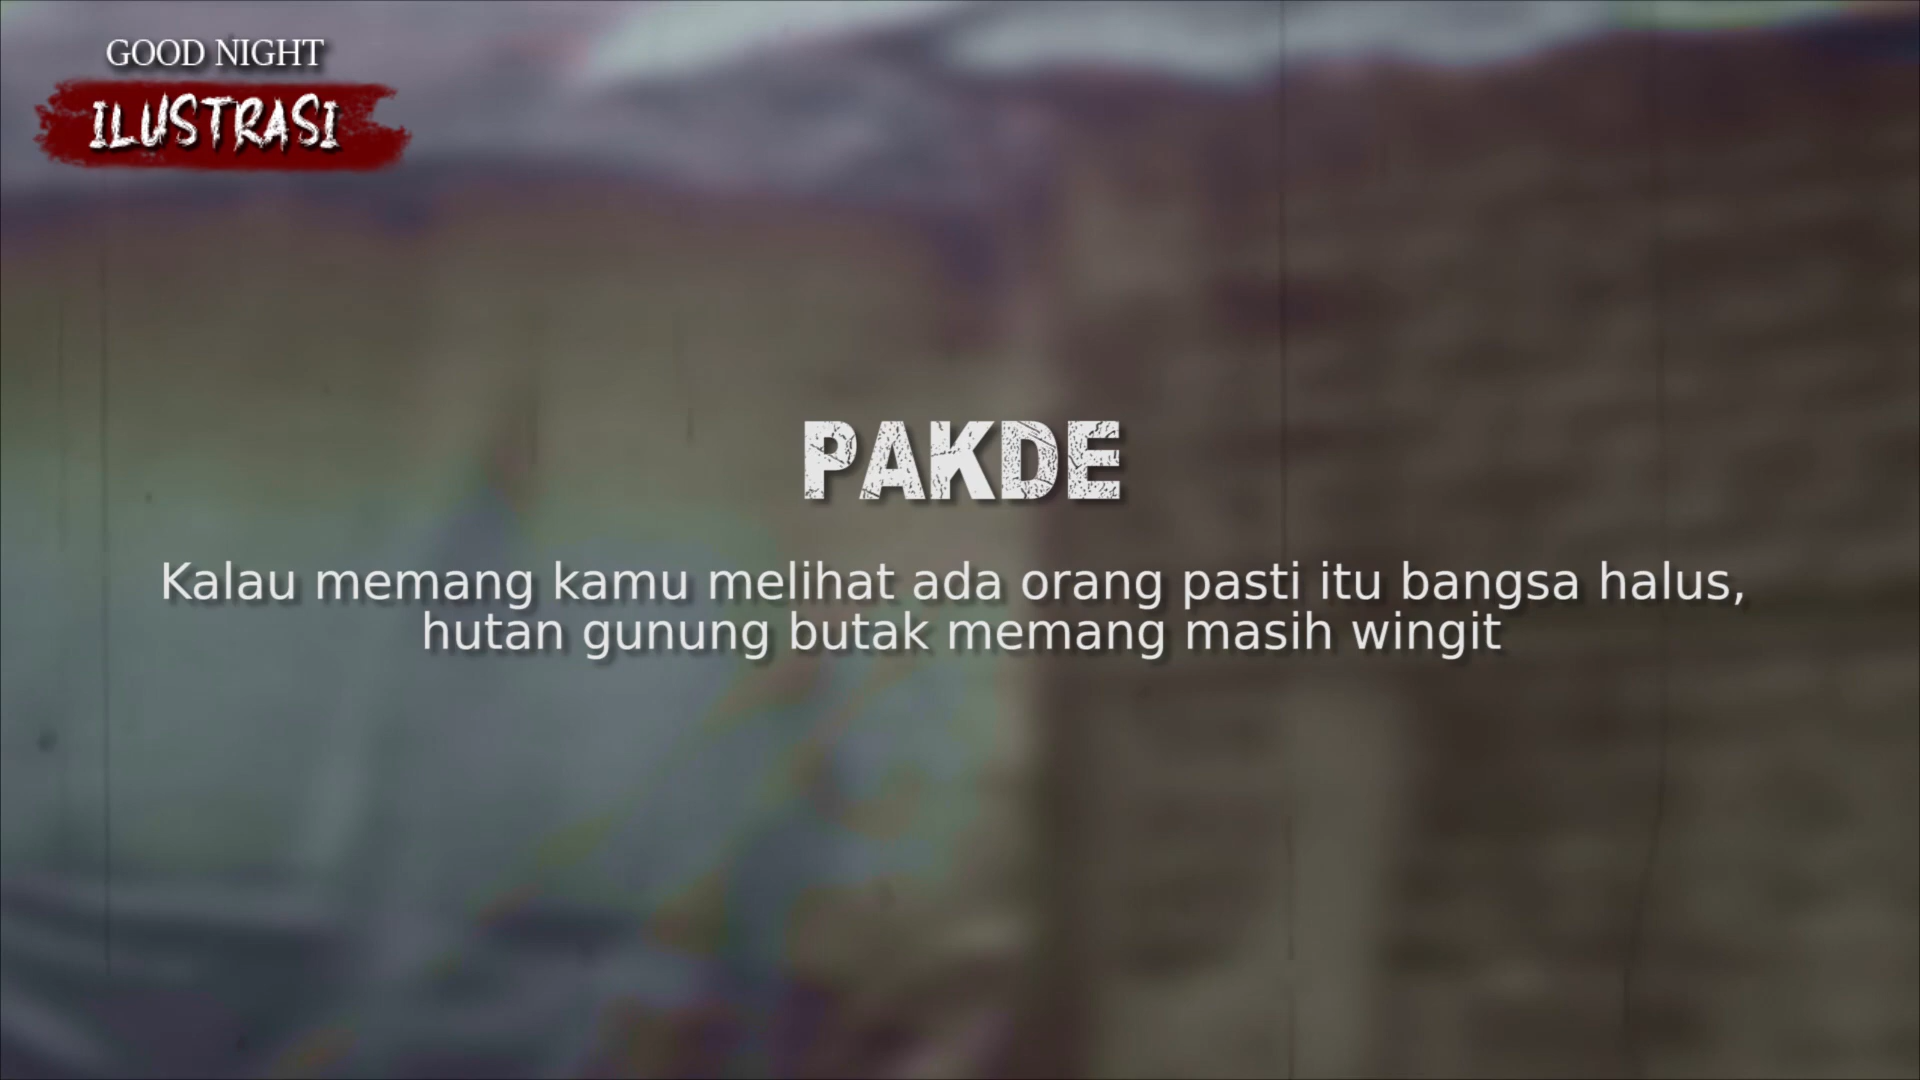 GOOD NIGHT
ILUSTRASI
PAKDE
Kalau memang kamu melihat ada orang pasti itu bangsa halus,
hutan gunung butak memang masih wingit